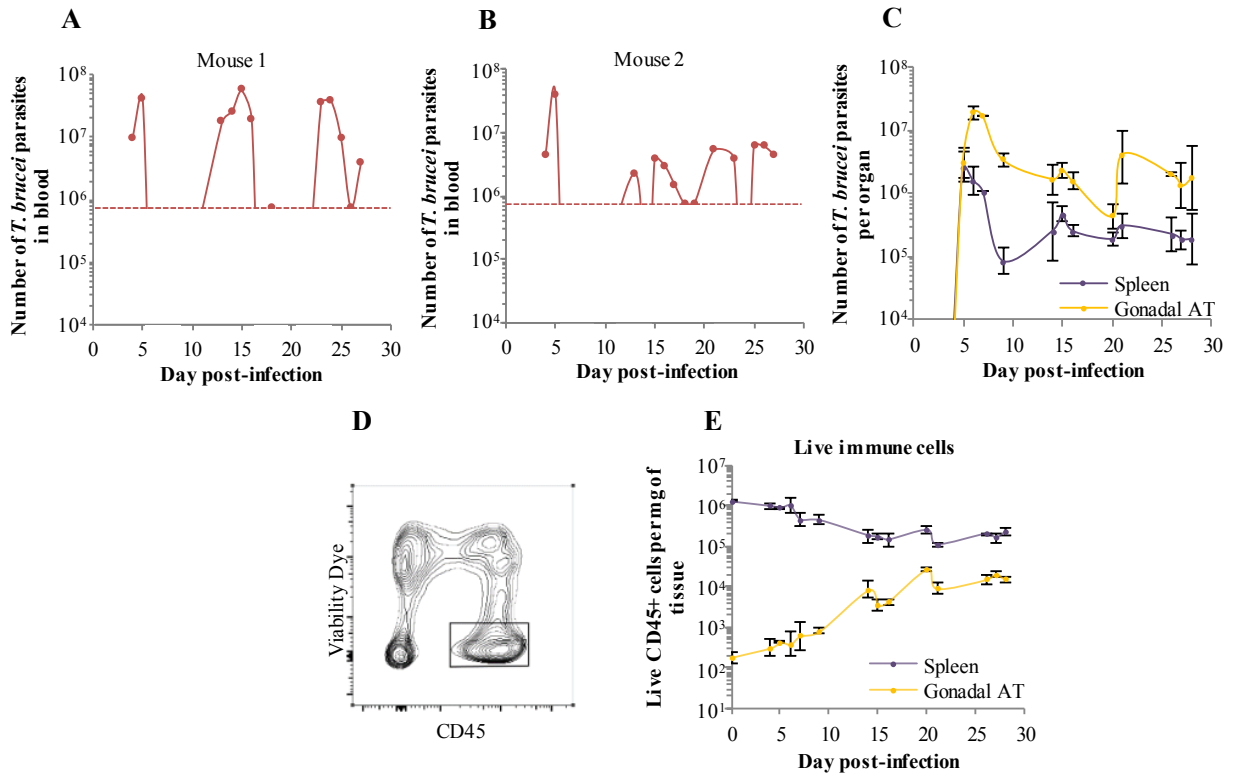 A
Mouse 1
Number of T. brucei parasites
in blood
10⁸
10⁷
10⁶
10⁵
10⁴
0 5 10 15 20 25 30
Day post-infection
B
Mouse 2
Number of T. brucei parasites
in blood
10⁸
10⁷
10⁶
10⁵
10⁴
0 5 10 15 20 25 30
Day post-infection
C
Number of T. brucei parasites
per organ
10⁸
10⁷
10⁶
10⁵
10⁴
Spleen
Gonadal AT
0 5 10 15 20 25 30
Day post-infection
D
Viability Dye
CD45
E
Live immune cells
Live CD45+ cells per mg of
tissue
10⁷
10⁶
10⁵
10⁴
10³
10²
10¹
Spleen
Gonadal AT
0 5 10 15 20 25 30
Day post-infection